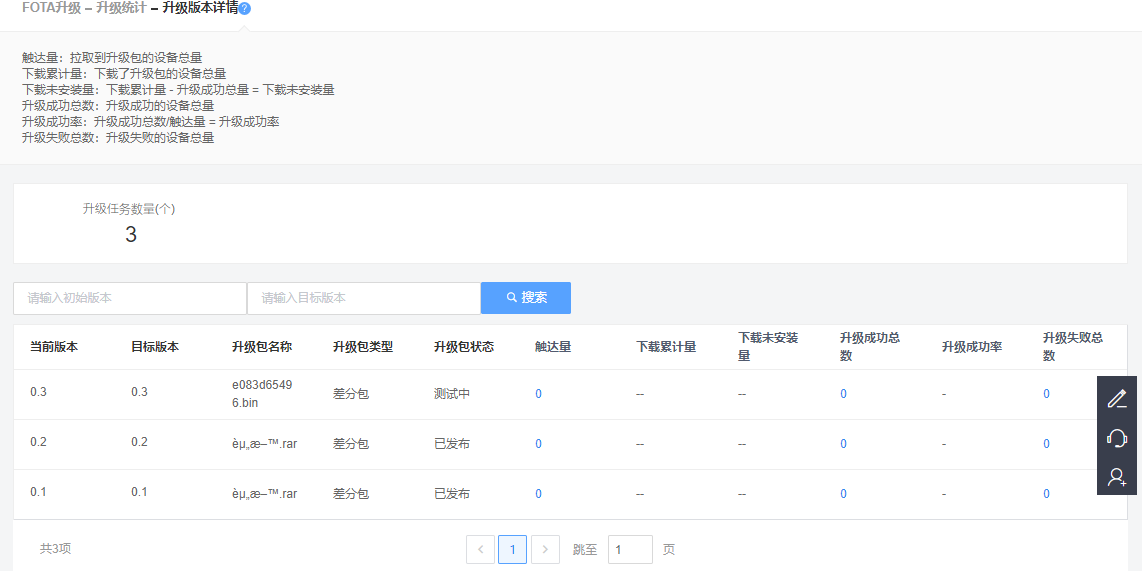 FOTA升级 – 升级统计 – 升级版本详情?
触达量：拉取到升级包的设备总量
下载累计量：下载了升级包的设备总量
下载未安装量：下载累计量 - 升级成功总量 = 下载未安装量
升级成功总数：升级成功的设备总量
升级成功率：升级成功总数/触达量 = 升级成功率
升级失败总数：升级失败的设备总量
升级任务数量(个)
3
请输入初始版本 请输入目标版本 搜索
当前版本 目标版本 升级包名称 升级包类型 升级包状态 触达量 下载累计量 下载未安装量 升级成功总数 升级成功率 升级失败总数
0.3 0.3 e083d65496.bin 差分包 测试中 0 -- -- 0 - 0
0.2 0.2 èµ„æ–™.rar 差分包 已发布 0 -- -- 0 - 0
0.1 0.1 èµ„æ–™.rar 差分包 已发布 0 -- -- 0 - 0
共3项 < 1 > 跳至 1 页